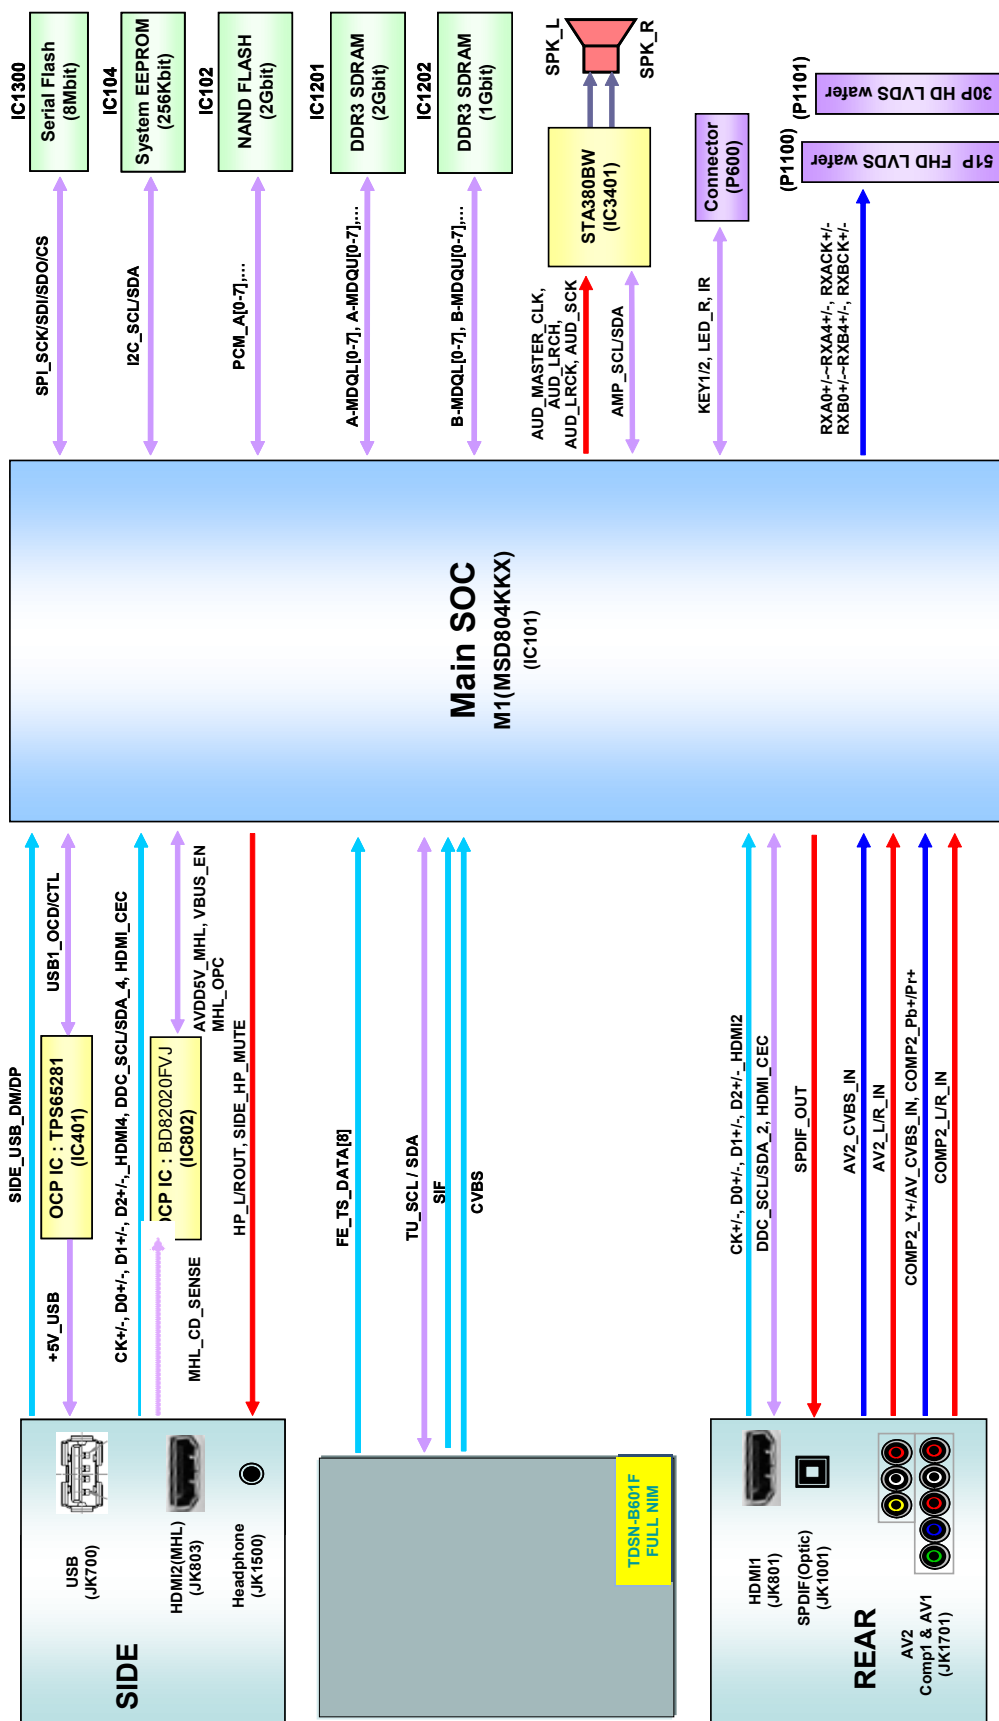 SIDE
USB
(JK700)
HDMI2(MHL)
(JK803)
Headphone
(JK1500)
SIDE_USB_DM/DP
+5V_USB
OCP IC : TPS65281
(IC401)
USB1_OCD/CTL
CK+/-, D0+/-, D1+/-, D2+/-,_HDMI4, DDC_SCL/SDA_4, HDMI_CEC
MHL_CD_SENSE
OCP IC : BD82020FVJ
(IC802)
AVDD5V_MHL, VBUS_EN
MHL_OPC
HP_L/ROUT, SIDE_HP_MUTE
TDSN-B601F
FULL NIM
FE_TS_DATA[8]
TU_SCL / SDA
SIF
CVBS
REAR
HDMI1
(JK801)
SPDIF(Optic)
(JK1001)
AV2
Comp1 & AV1
(JK1701)
CK+/-, D0+/-, D1+/-, D2+/-_HDMI2
DDC_SCL/SDA_2, HDMI_CEC
SPDIF_OUT
AV2_CVBS_IN
AV2_L/R_IN
COMP2_Y+/AV_CVBS_IN, COMP2_Pb+/Pr+
COMP2_L/R_IN
Main SOC
M1(MSD804KKX)
(IC101)
SPI_SCK/SDI/SDO/CS
IC1300
Serial Flash
(8Mbit)
I2C_SCL/SDA
IC104
System EEPROM
(256Kbit)
PCM_A[0-7],...
IC102
NAND FLASH
(2Gbit)
A-MDQL[0-7], A-MDQU[0-7],...
IC1201
DDR3 SDRAM
(2Gbit)
B-MDQL[0-7], B-MDQU[0-7],...
IC1202
DDR3 SDRAM
(1Gbit)
AUD_MASTER_CLK,
AUD_LRCH,
AUD_LRCK, AUD_SCK
AMP_SCL/SDA
STA380BW
(IC3401)
SPK_L
SPK_R
KEY1/2, LED_R, IR
Connector
(P600)
RXA0+/-~RXA4+/-, RXACK+/-
RXB0+/-~RXB4+/-, RXBCK+/-
(P1100)
51P FHD LVDS wafer
(P1101)
30P HD LVDS wafer